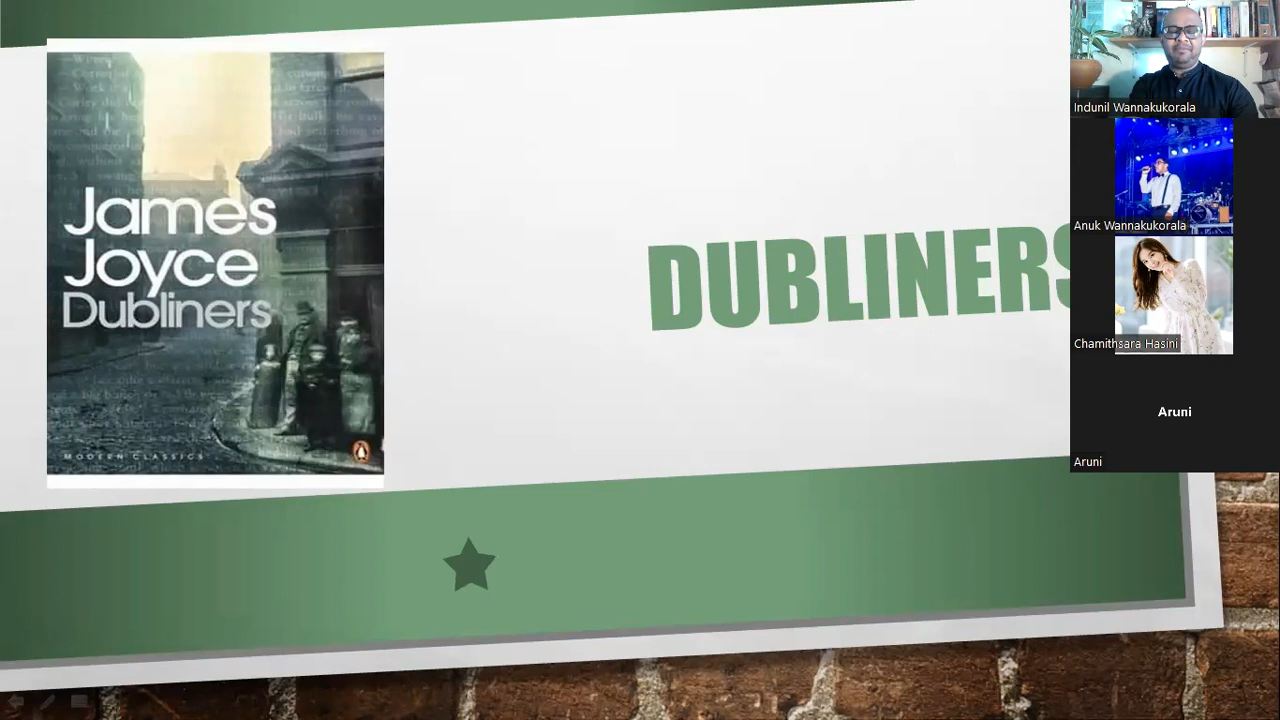 James
Joyce
Dubliners
MODERN CLASSICS
DUBLINERS
Indunil Wannakukorala
Anuk Wannakukorala
Chamithsara Hasini
Aruni
Aruni